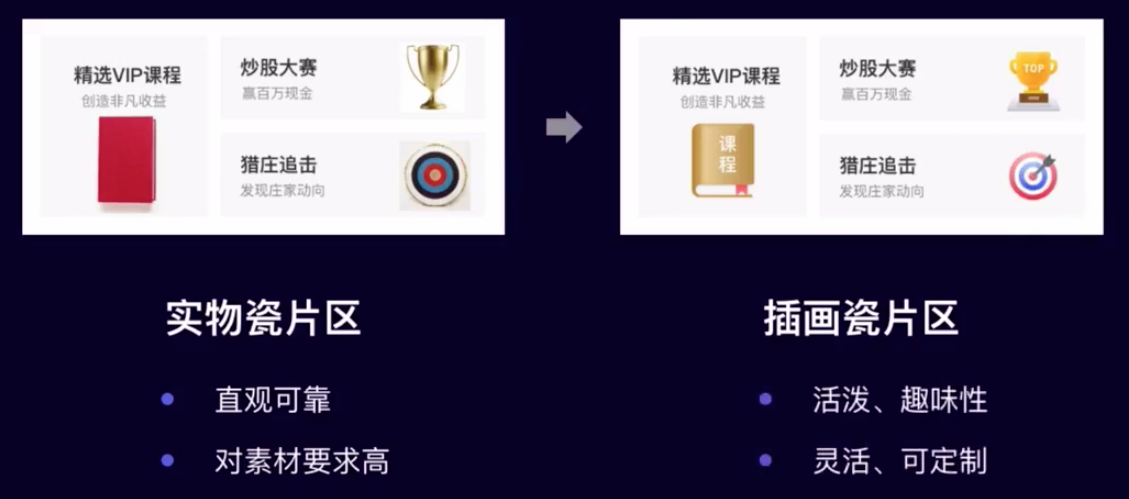 精选VIP课程
创造非凡收益
炒股大赛
赢百万现金
猎庄追击
发现庄家动向
精选VIP课程
创造非凡收益
课
程
炒股大赛
赢百万现金
TOP
猎庄追击
发现庄家动向
实物瓷片区
直观可靠
对素材要求高
插画瓷片区
活泼、趣味性
灵活、可定制